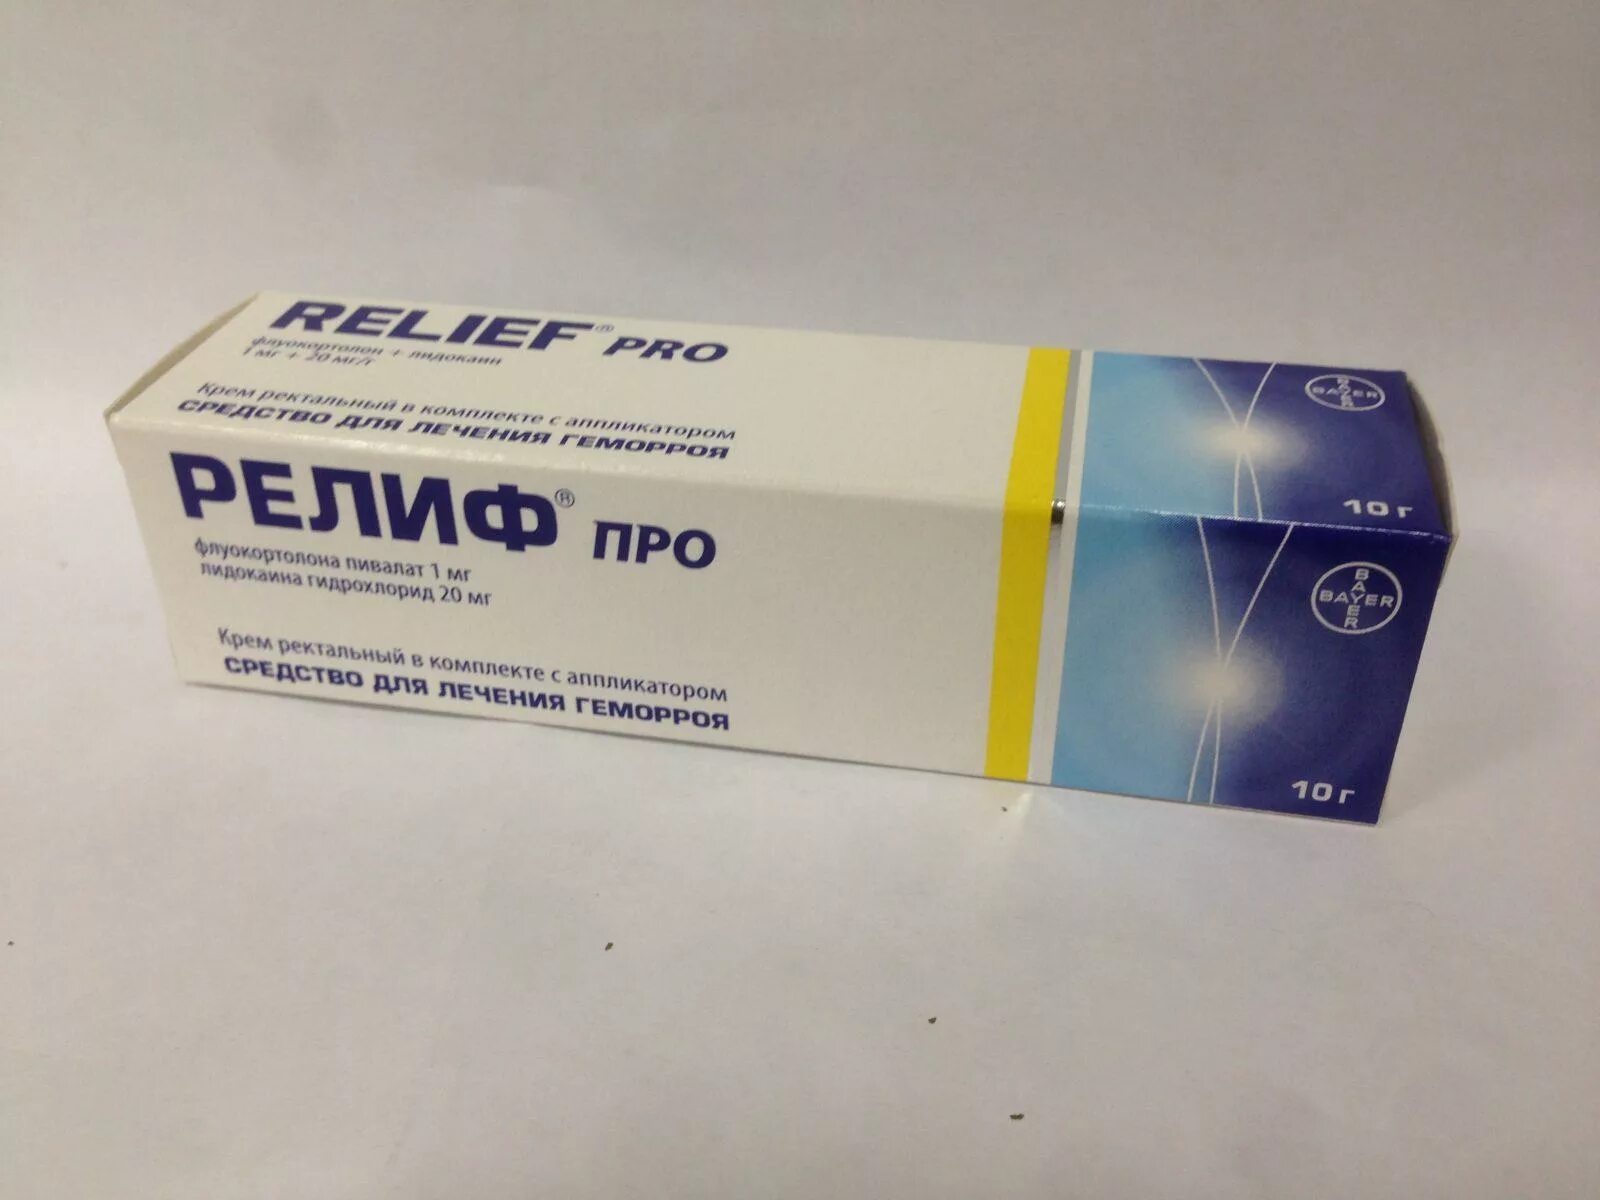 RELIEF® PRO
флуокортолон + лидокаин
1 мг + 20 мг/г
Крем ректальный в комплекте с аппликатором
СРЕДСТВО ДЛЯ ЛЕЧЕНИЯ ГЕМОРРОЯ
BAYER
BAYER
10 г
РЕЛИФ® ПРО
флуокортолона пивалат 1 мг
лидокаина гидрохлорид 20 мг
Крем ректальный в комплекте с аппликатором
СРЕДСТВО ДЛЯ ЛЕЧЕНИЯ ГЕМОРРОЯ
BAYER
BAYER
10 г